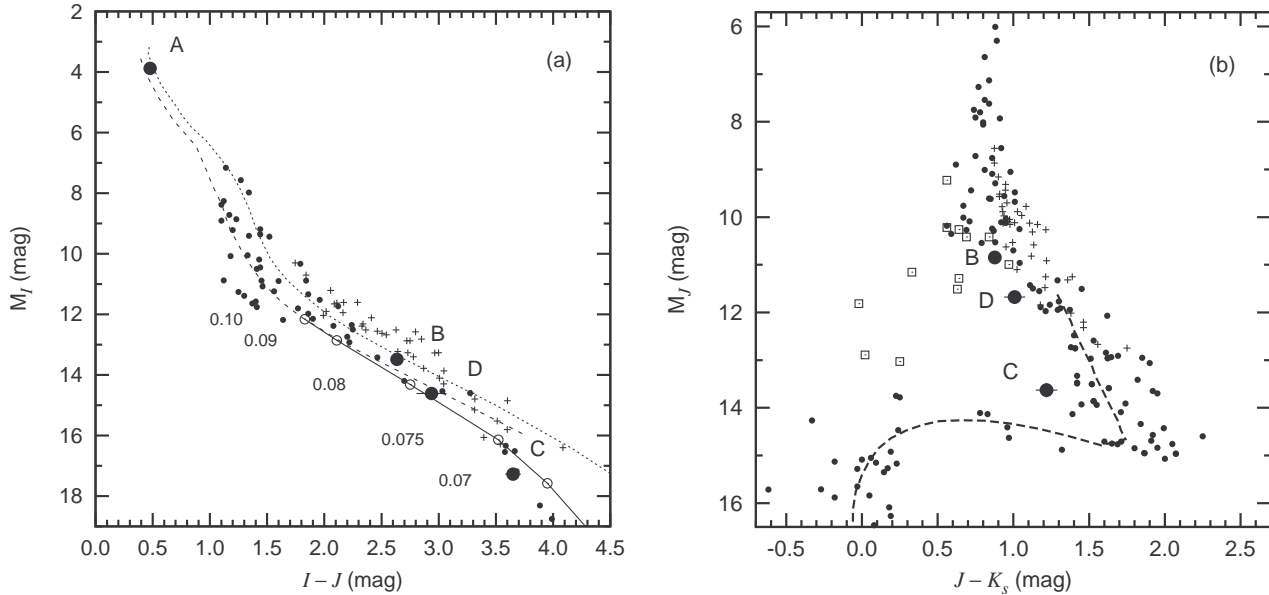 A
(a)
2
4
6
8
10
12
14
16
18
M_I (mag)
0.10
0.09
0.08
0.075
0.07
B
D
C
0.0 0.5 1.0 1.5 2.0 2.5 3.0 3.5 4.0 4.5
I – J (mag)
(b)
6
8
10
12
14
16
M_J (mag)
B
D
C
-0.5 0.0 0.5 1.0 1.5 2.0 2.5
J – K_s (mag)